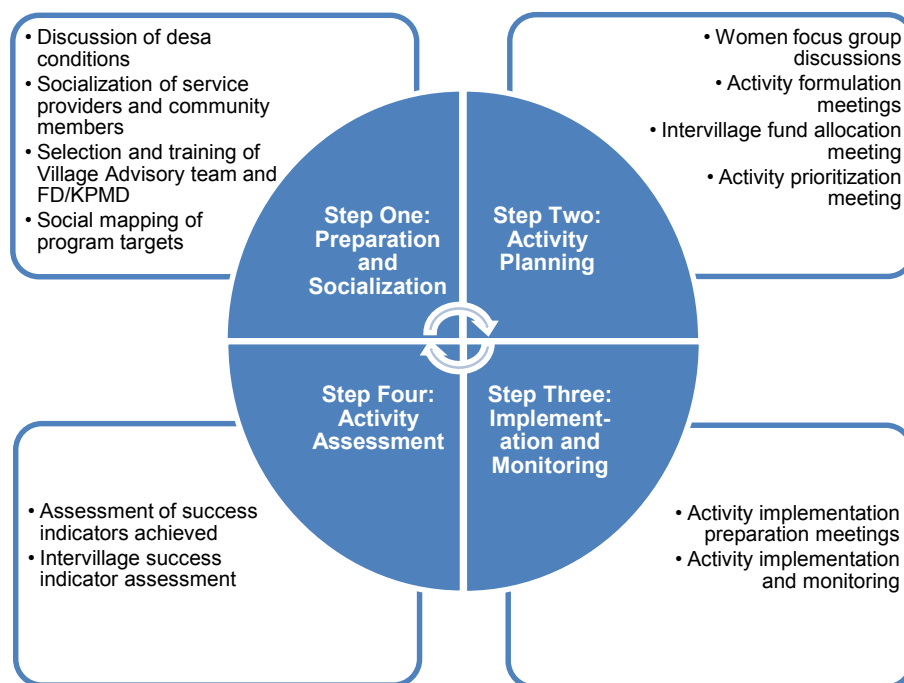 • Discussion of desa
conditions
• Socialization of service
providers and community
members
• Selection and training of
Village Advisory team and
FD/KPMD
• Social mapping of
program targets
• Women focus group
discussions
• Activity formulation
meetings
• Intervillage fund allocation
meeting
• Activity prioritization
meeting
Step One:
Preparation
and
Socialization
Step Two:
Activity
Planning
Step Four:
Activity
Assessment
Step Three:
Implement-
ation and
Monitoring
• Assessment of success
indicators achieved
• Intervillage success
indicator assessment
• Activity implementation
preparation meetings
• Activity implementation
and monitoring